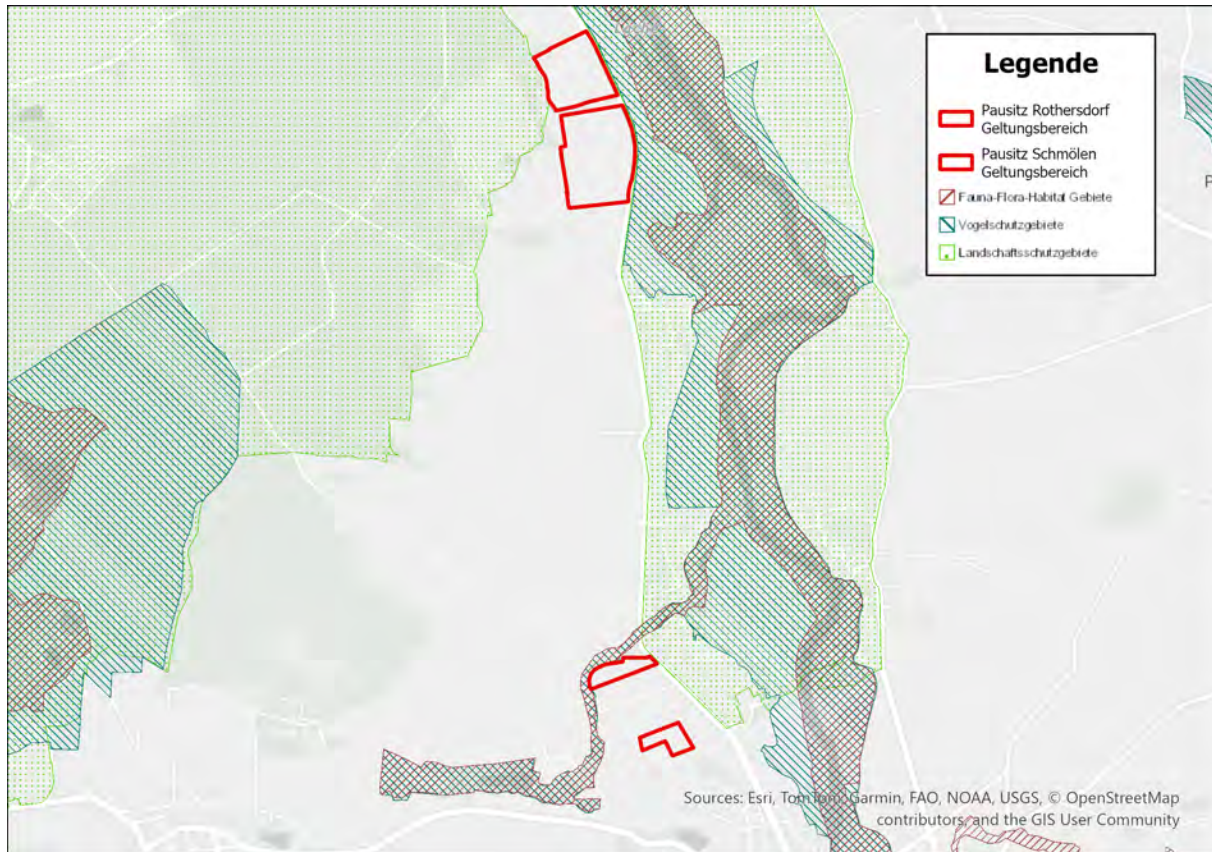 Legende
Pausitz Rothersdorf
Geltungsbereich
Pausitz Schmölen
Geltungsbereich
Fauna-Flora-Habitat Gebiete
Vogelschutzgebiete
Landschaftsschutzgebiete
P
Sources: Esri, TomTom, Garmin, FAO, NOAA, USGS, © OpenStreetMap
contributors, and the GIS User Community